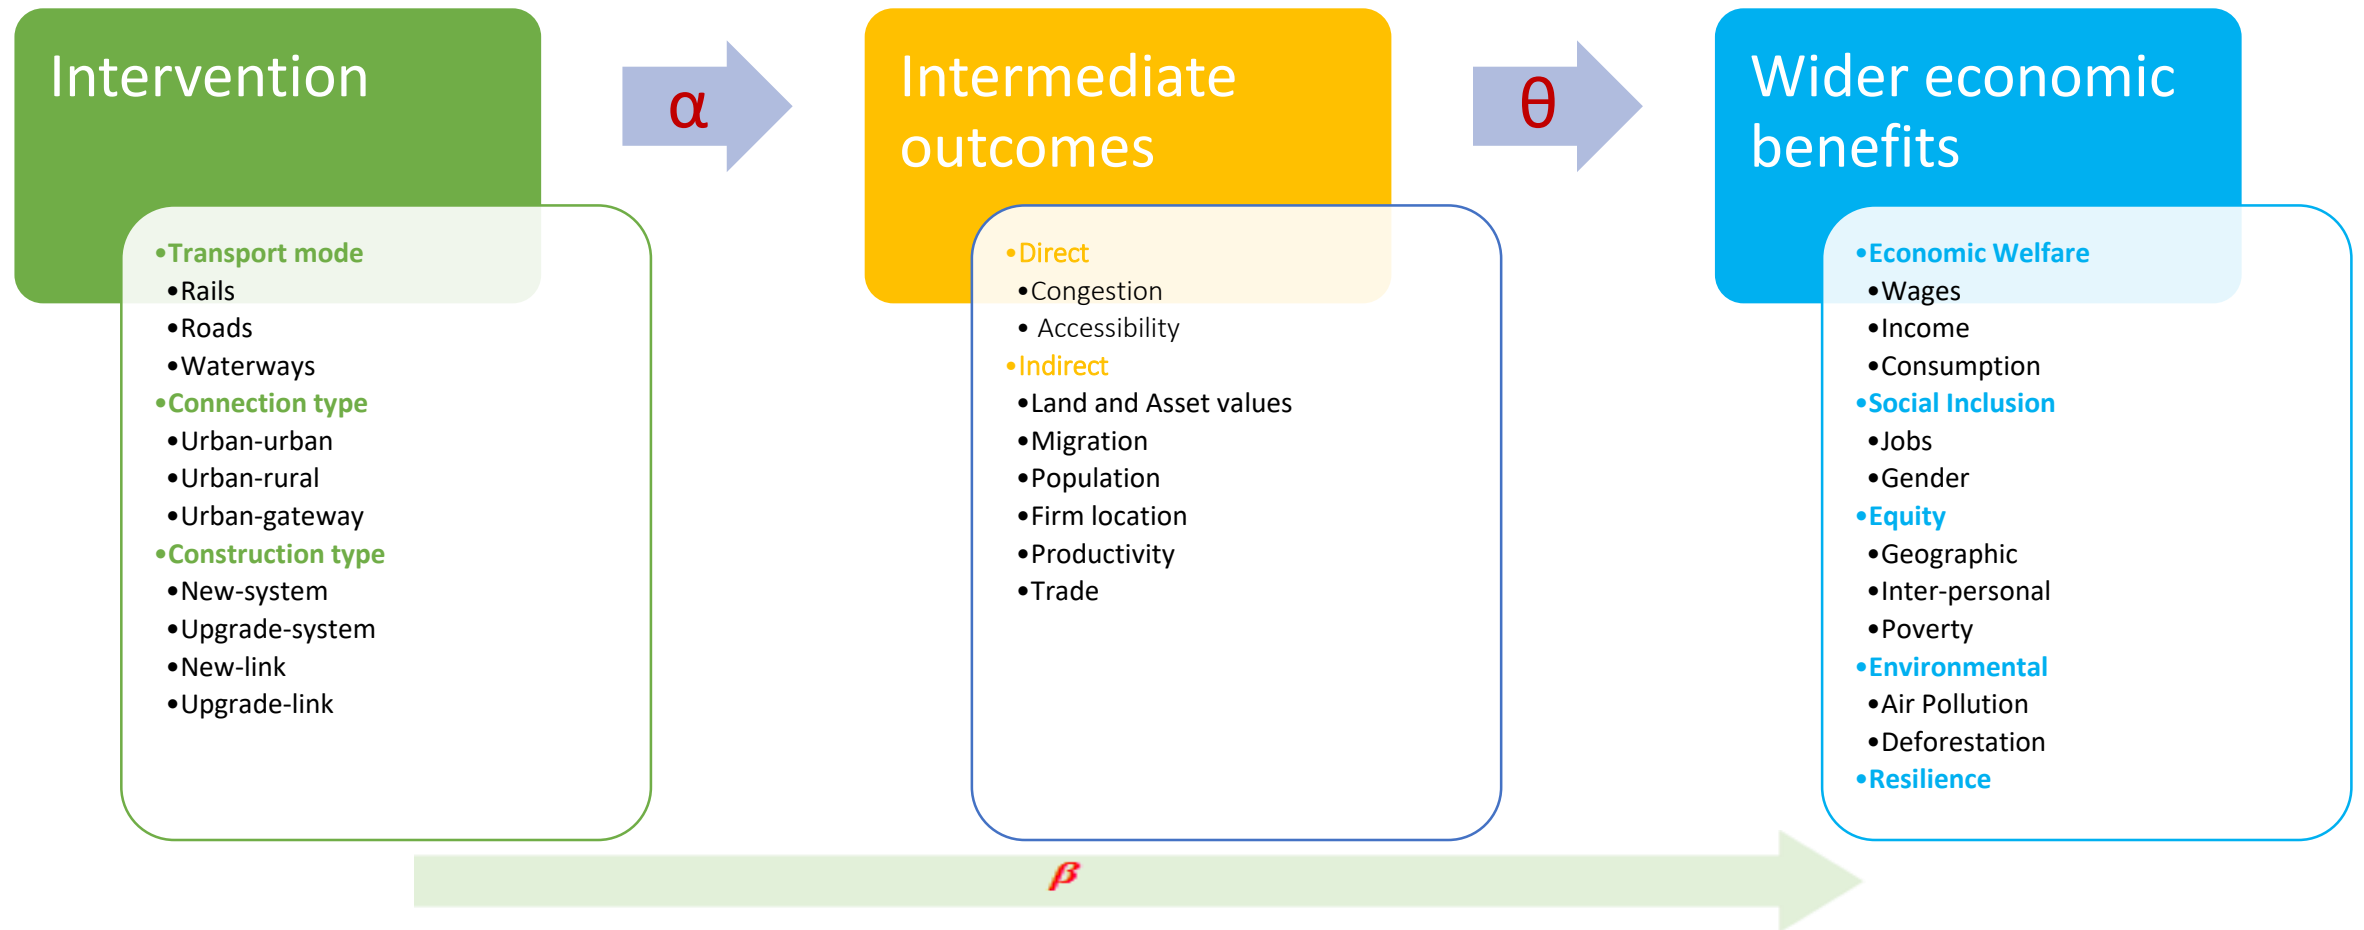 Intervention
•Transport mode
•Rails
•Roads
•Waterways
•Connection type
•Urban-urban
•Urban-rural
•Urban-gateway
•Construction type
•New-system
•Upgrade-system
•New-link
•Upgrade-link
α
Intermediate
outcomes
•Direct
•Congestion
• Accessibility
•Indirect
•Land and Asset values
•Migration
•Population
•Firm location
•Productivity
•Trade
θ
Wider economic
benefits
•Economic Welfare
•Wages
•Income
•Consumption
•Social Inclusion
•Jobs
•Gender
•Equity
•Geographic
•Inter-personal
•Poverty
•Environmental
•Air Pollution
•Deforestation
•Resilience
β